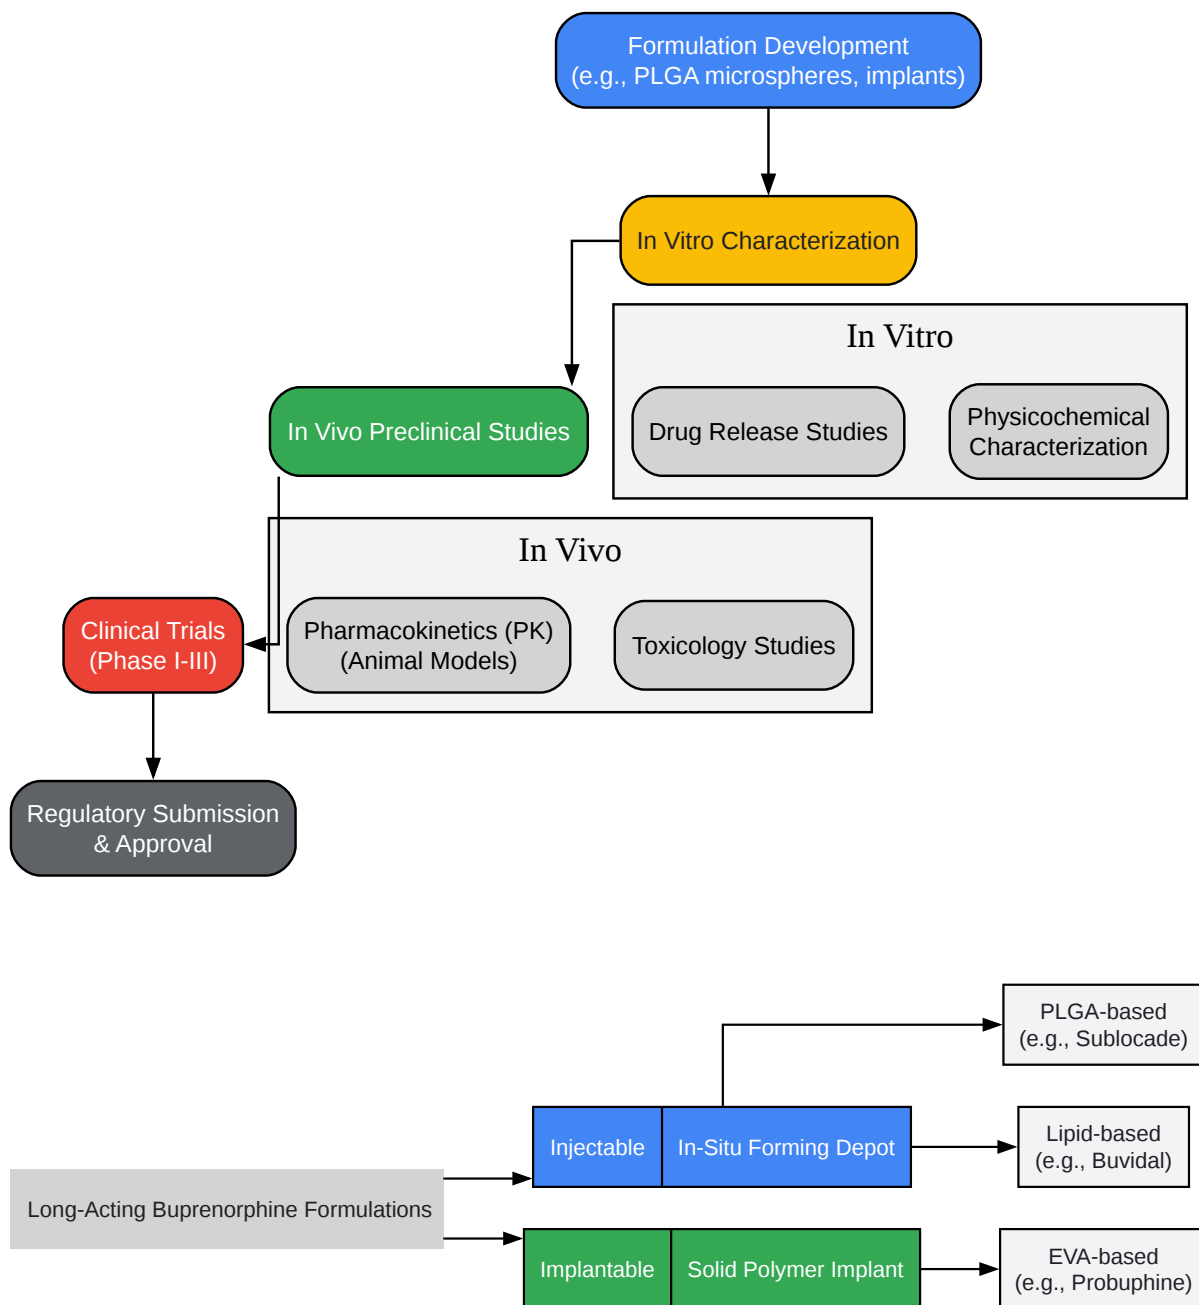 Formulation Development
(e.g., PLGA microspheres, implants)
In Vitro Characterization
In Vitro
In Vivo Preclinical Studies
Drug Release Studies
Physicochemical
Characterization
In Vivo
Clinical Trials
(Phase I-III)
Pharmacokinetics (PK)
(Animal Models)
Toxicology Studies
Regulatory Submission
& Approval
PLGA-based
(e.g., Sublocade)
Injectable
In-Situ Forming Depot
Lipid-based
(e.g., Buvidal)
Long-Acting Buprenorphine Formulations
Implantable
Solid Polymer Implant
EVA-based
(e.g., Probuphine)